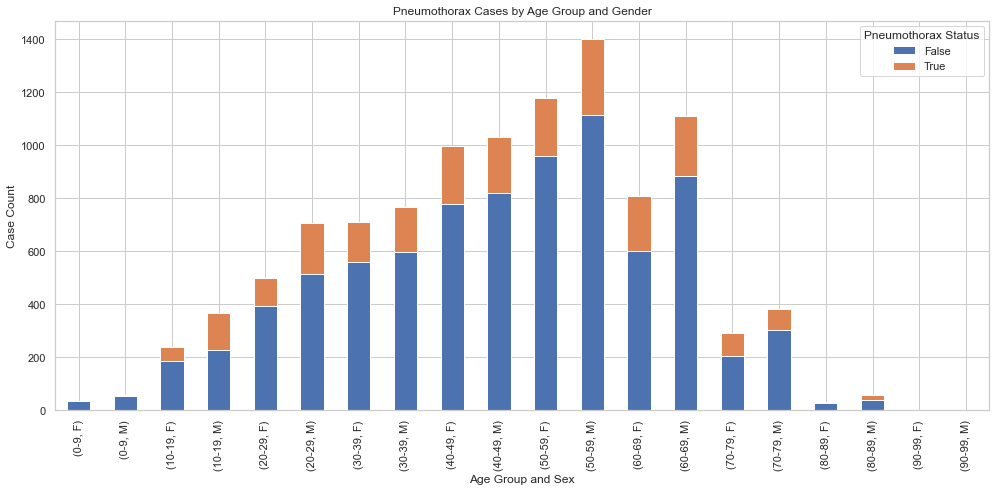 Pneumothorax Cases by Age Group and Gender
Pneumothorax Status
False
True
Case Count
1400
1200
1000
800
600
400
200
0
(0-9, F)
(0-9, M)
(10-19, F)
(10-19, M)
(20-29, F)
(20-29, M)
(30-39, F)
(30-39, M)
(40-49, F)
(40-49, M)
(50-59, F)
(50-59, M)
(60-69, F)
(60-69, M)
(70-79, F)
(70-79, M)
(80-89, F)
(80-89, M)
(90-99, F)
(90-99, M)
Age Group and Sex